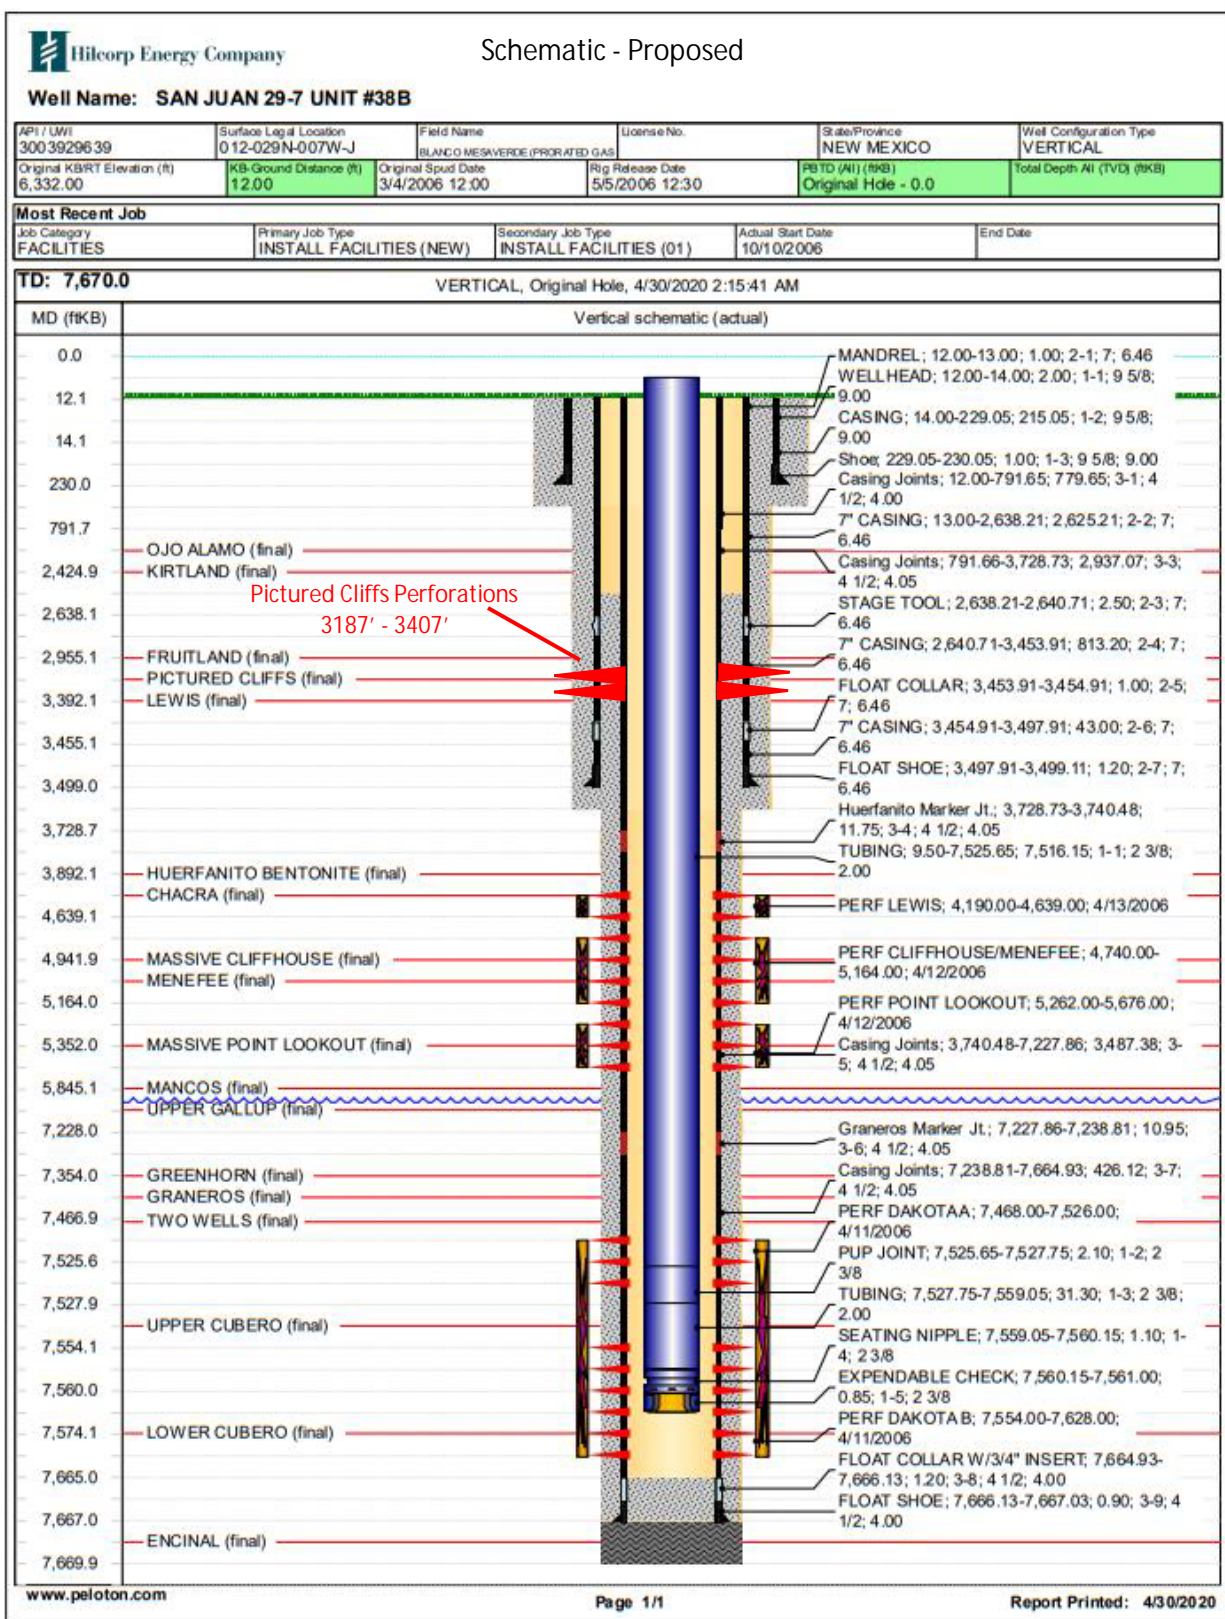 Hilcorp Energy Company
Schematic - Proposed
Well Name: SAN JUAN 29-7 UNIT #38B
API / UWI
3003929639
Surface Legal Location
012-029N-007W-J
Field Name
BLANCO MESAVERDE (PRORATED GAS
License No.
State/Province
NEW MEXICO
Well Configuration Type
VERTICAL
Original KB/RT Elevation (ft)
6,332.00
KB-Ground Distance (ft)
12.00
Original Spud Date
3/4/2006 12:00
Rig Release Date
5/5/2006 12:30
PBTD (All) (ftKB)
Original Hole - 0.0
Total Depth All (TVD) (ftKB)
Most Recent Job
Job Category
FACILITIES
Primary Job Type
INSTALL FACILITIES (NEW)
Secondary Job Type
INSTALL FACILITIES (01)
Actual Start Date
10/10/2006
End Date
TD: 7,670.0
VERTICAL, Original Hole, 4/30/2020 2:15:41 AM
MD (ftKB)
Vertical schematic (actual)
0.0
12.1
14.1
230.0
791.7
2,424.9
2,638.1
2,955.1
3,392.1
3,455.1
3,499.0
3,728.7
3,892.1
4,639.1
4,941.9
5,164.0
5,352.0
5,845.1
7,228.0
7,354.0
7,466.9
7,525.6
7,527.9
7,554.1
7,560.0
7,574.1
7,665.0
7,667.0
7,669.9
OJO ALAMO (final)
KIRTLAND (final)
Pictured Cliffs Perforations
3187' - 3407'
FRUITLAND (final)
PICTURED CLIFFS (final)
LEWIS (final)
HUERFANITO BENTONITE (final)
CHACRA (final)
MASSIVE CLIFFHOUSE (final)
MENEFEE (final)
MASSIVE POINT LOOKOUT (final)
MANCOS (final)
UPPER GALLUP (final)
GREENHORN (final)
GRANEROS (final)
TWO WELLS (final)
UPPER CUBERO (final)
LOWER CUBERO (final)
ENCINAL (final)
MANDREL; 12.00-13.00; 1.00; 2-1; 7; 6.46
WELLHEAD; 12.00-14.00; 2.00; 1-1; 9 5/8;
9.00
CASING; 14.00-229.05; 215.05; 1-2; 9 5/8;
9.00
Shoe; 229.05-230.05; 1.00; 1-3; 9 5/8; 9.00
Casing Joints; 12.00-791.65; 779.65; 3-1; 4
1/2; 4.00
7" CASING; 13.00-2,638.21; 2,625.21; 2-2; 7;
6.46
Casing Joints; 791.66-3,728.73; 2,937.07; 3-3;
4 1/2; 4.05
STAGE TOOL; 2,638.21-2,640.71; 2.50; 2-3; 7;
6.46
7" CASING; 2,640.71-3,453.91; 813.20; 2-4; 7;
6.46
FLOAT COLLAR; 3,453.91-3,454.91; 1.00; 2-5;
7; 6.46
7" CASING; 3,454.91-3,497.91; 43.00; 2-6; 7;
6.46
FLOAT SHOE; 3,497.91-3,499.11; 1.20; 2-7; 7;
6.46
Huerfanito Marker Jt.; 3,728.73-3,740.48;
11.75; 3-4; 4 1/2; 4.05
TUBING; 9.50-7,525.65; 7,516.15; 1-1; 2 3/8;
2.00
PERF LEWIS; 4,190.00-4,639.00; 4/13/2006
PERF CLIFFHOUSE/MENEFEE; 4,740.00-
5,164.00; 4/12/2006
PERF POINT LOOKOUT; 5,262.00-5,676.00;
4/12/2006
Casing Joints; 3,740.48-7,227.86; 3,487.38; 3-
5; 4 1/2; 4.05
Graneros Marker Jt.; 7,227.86-7,238.81; 10.95;
3-6; 4 1/2; 4.05
Casing Joints; 7,238.81-7,664.93; 426.12; 3-7;
4 1/2; 4.05
PERF DAKOTA A; 7,468.00-7,526.00;
4/11/2006
PUP JOINT; 7,525.65-7,527.75; 2.10; 1-2; 2
3/8
TUBING; 7,527.75-7,559.05; 31.30; 1-3; 2 3/8;
2.00
SEATING NIPPLE; 7,559.05-7,560.15; 1.10; 1-
4; 2 3/8
EXPENDABLE CHECK; 7,560.15-7,561.00;
0.85; 1-5; 2 3/8
PERF DAKOTA B; 7,554.00-7,628.00;
4/11/2006
FLOAT COLLAR W/3/4" INSERT; 7,664.93-
7,666.13; 1.20; 3-8; 4 1/2; 4.00
FLOAT SHOE; 7,666.13-7,667.03; 0.90; 3-9; 4
1/2; 4.00
www.peloton.com
Page 1/1
Report Printed: 4/30/2020